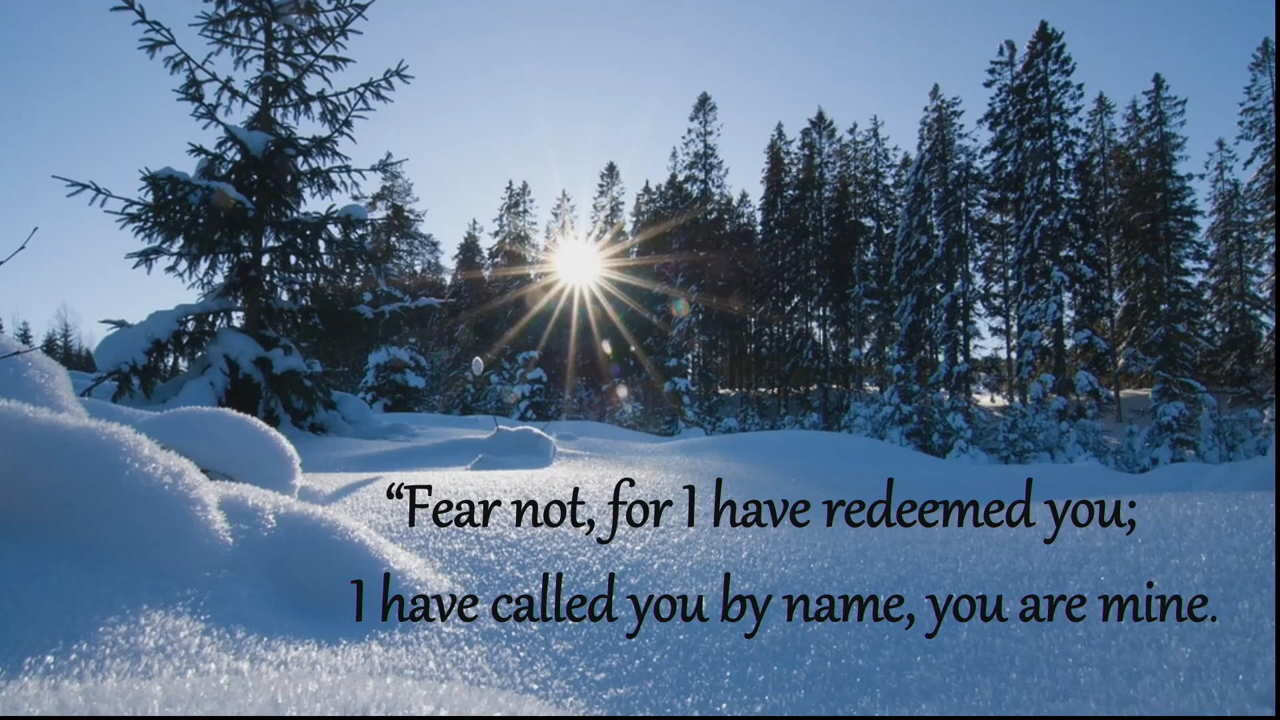 “Fear not, for I have redeemed you;
I have called you by name, you are mine.